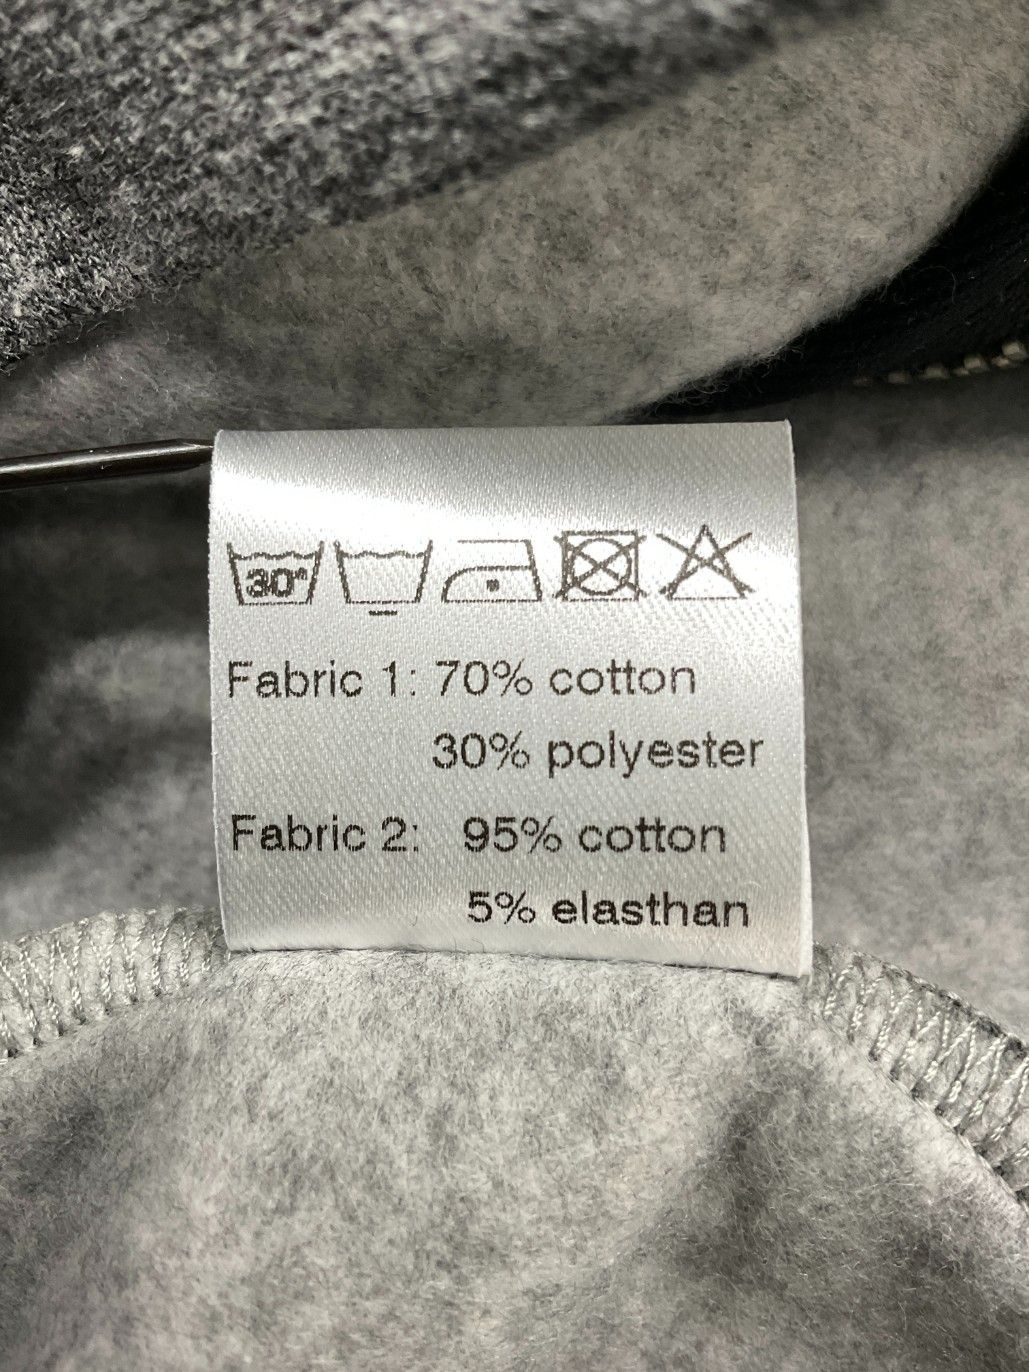 30°
Fabric 1: 70% cotton
30% polyester
Fabric 2: 95% cotton
5% elasthan